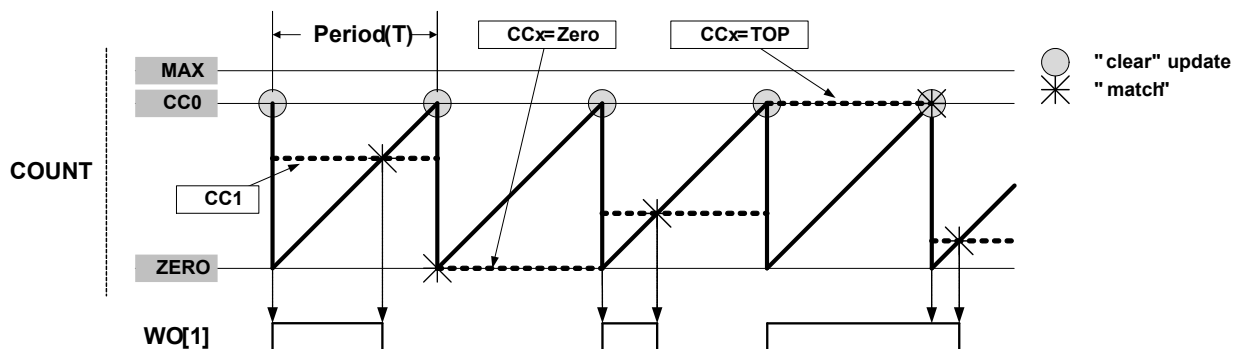 Period(T)
CCx=Zero
CCx=TOP
"clear" update
"match"
MAX
CC0
COUNT
CC1
ZERO
WO[1]